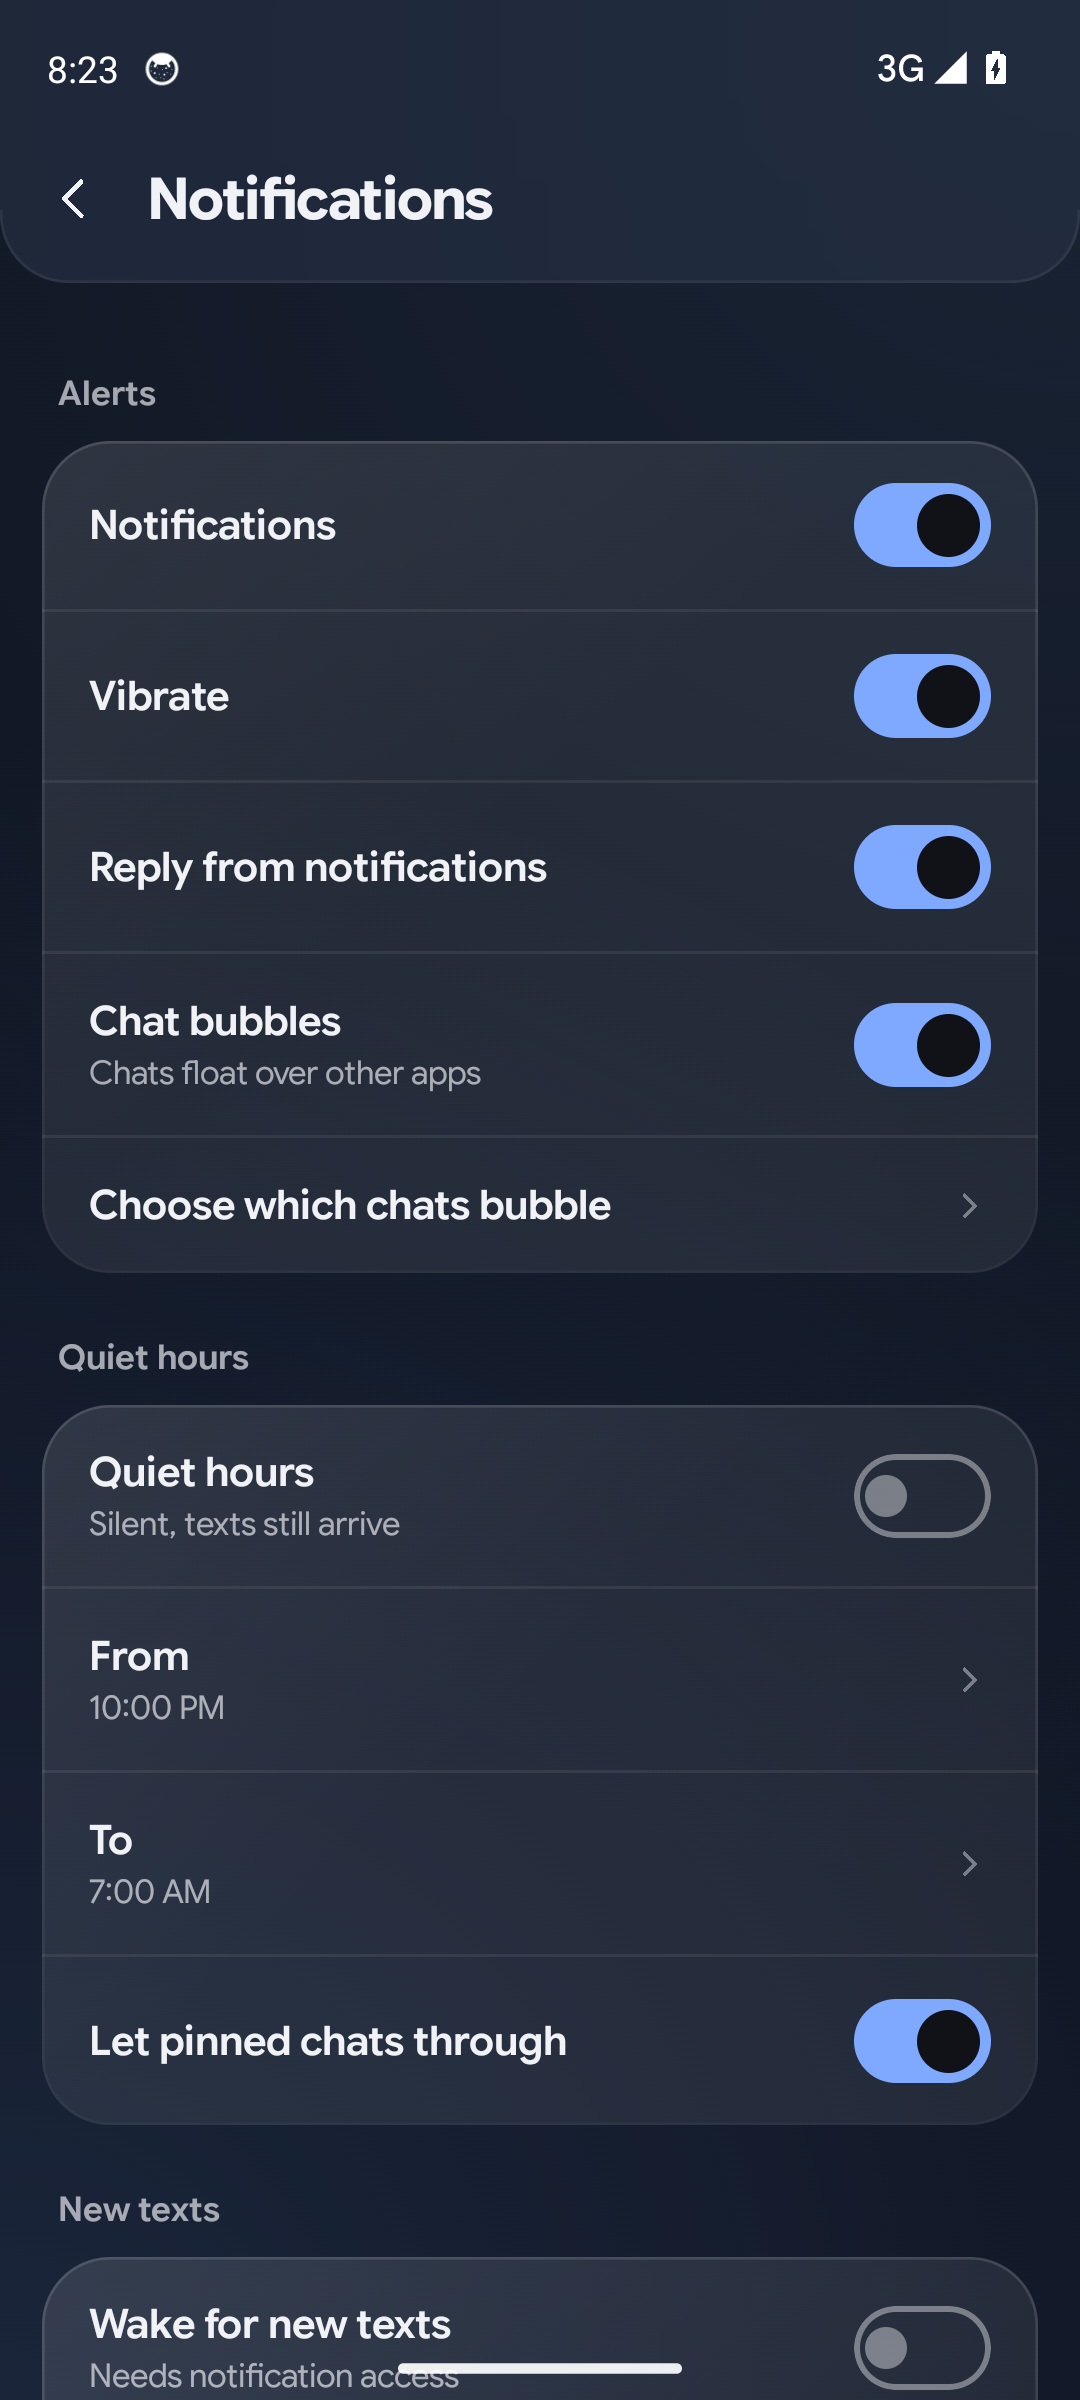 8:23
3G
Notifications
Alerts
Notifications
Vibrate
Reply from notifications
Chat bubbles
Chats float over other apps
Choose which chats bubble
Quiet hours
Quiet hours
Silent, texts still arrive
From
10:00 PM
To
7:00 AM
Let pinned chats through
New texts
Wake for new texts
Needs notification access